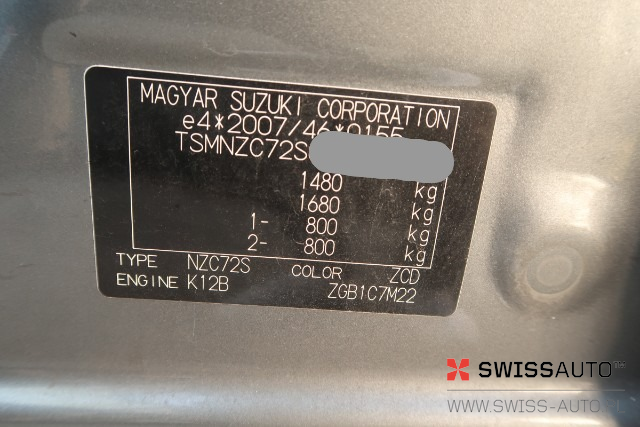 MAGYAR SUZUKI CORPORATION
e4*2007/46*0155
TSMNZC72S
1480 kg
1680 kg
1- 800 kg
2- 800 kg
TYPE NZC72S COLOR ZCD
ENGINE K12B ZGB1C7M22
SWISSAUTO
WWW.SWISS-AUTO.SI